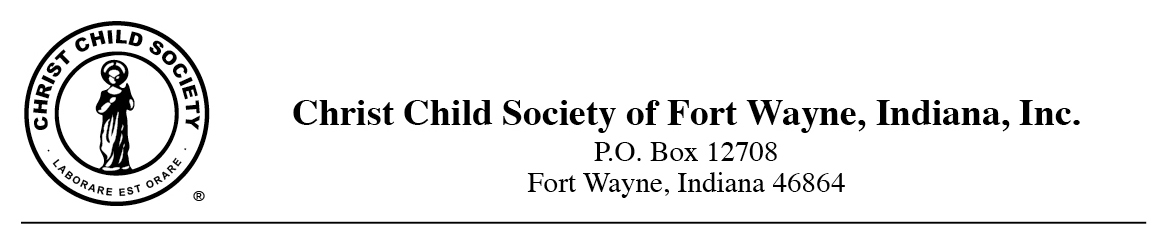 CHRIST CHILD SOCIETY
· LABORARE EST ORARE ·
®
Christ Child Society of Fort Wayne, Indiana, Inc.
P.O. Box 12708
Fort Wayne, Indiana 46864